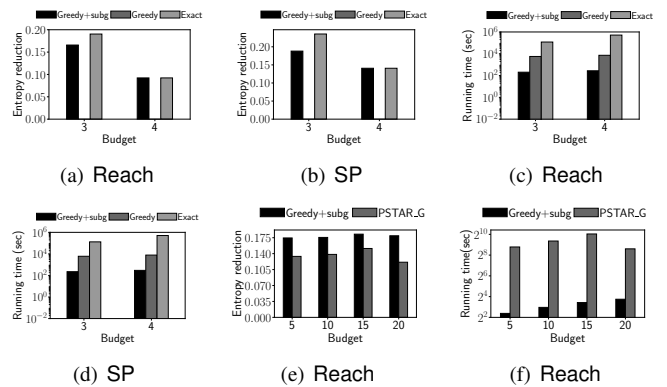 Greedy+subg Greedy Exact
Entropy reduction
0.20
0.15
0.10
0.05
0.00
3 4
Budget
(a) Reach
Greedy+subg Greedy Exact
Entropy reduction
0.20
0.15
0.10
0.05
0.00
3 4
Budget
(b) SP
Greedy+subg Greedy Exact
Running time (sec)
10^6
10^4
10^2
10^0
10^-2
3 4
Budget
(c) Reach
Greedy+subg Greedy Exact
Running time (sec)
10^6
10^4
10^2
10^0
10^-2
3 4
Budget
(d) SP
Greedy+subg PSTAR_G
Entropy reduction
0.175
0.140
0.105
0.070
0.035
0.000
5 10 15 20
Budget
(e) Reach
Greedy+subg PSTAR_G
Running time(sec)
2^10
2^8
2^6
2^4
2^2
5 10 15 20
Budget
(f) Reach